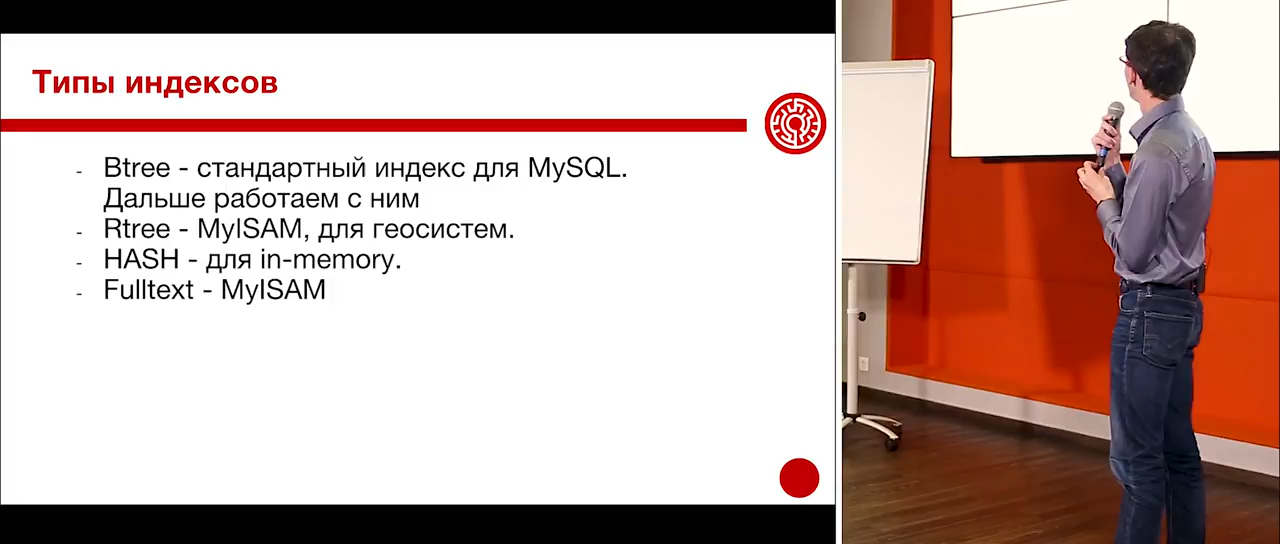 Типы индексов
- Btree - стандартный индекс для MySQL.
Дальше работаем с ним
- Rtree - MyISAM, для геосистем.
- HASH - для in-memory.
- Fulltext - MyISAM